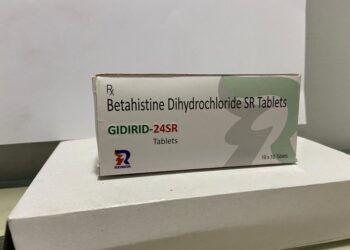 Rx
Betahistine Dihydrochloride SR Tablets
GIDIRID-24SR
Tablets
10 x 10 Tablets